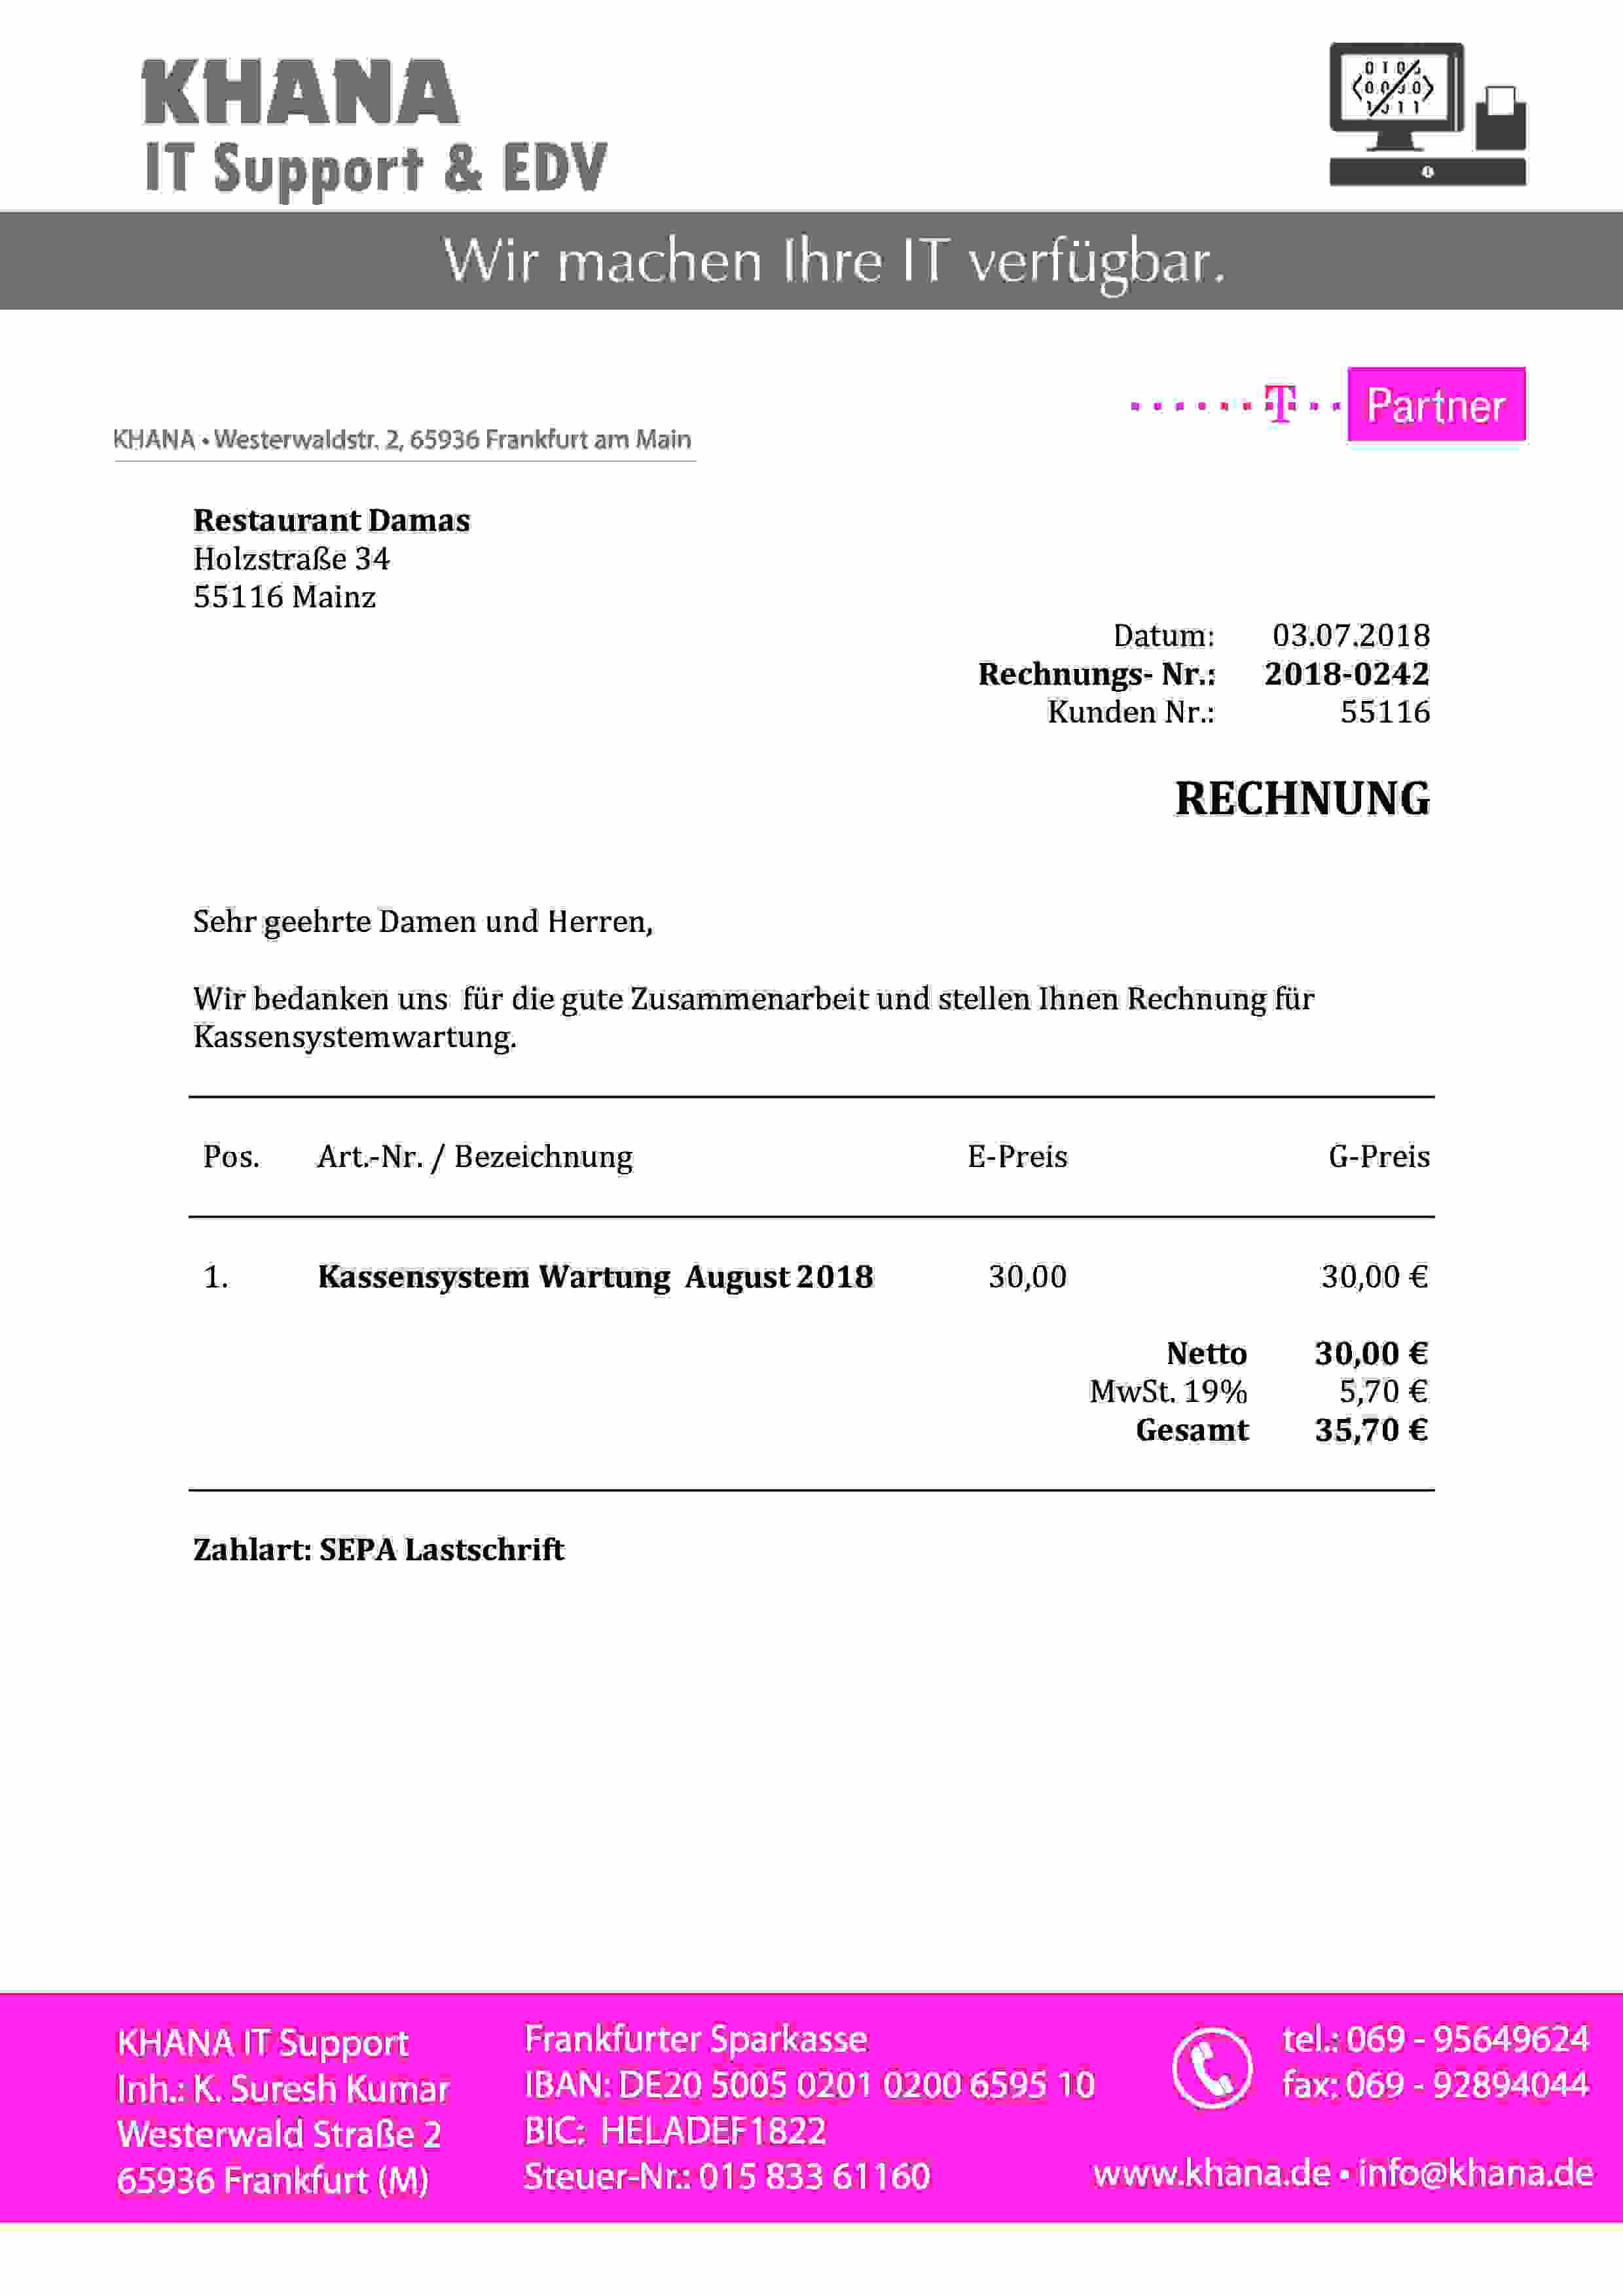 KHANA
IT Support & EDV
Wir machen Ihre IT verfügbar.
T Partner
KHANA • Westerwaldstr. 2, 65936 Frankfurt am Main
Restaurant Damas
Holzstraße 34
55116 Mainz
Datum: 03.07.2018
Rechnungs- Nr.: 2018-0242
Kunden Nr.: 55116
RECHNUNG
Sehr geehrte Damen und Herren,
Wir bedanken uns für die gute Zusammenarbeit und stellen Ihnen Rechnung für
Kassensystemwartung.
Pos. Art.-Nr. / Bezeichnung E-Preis G-Preis
1. Kassensystem Wartung August 2018 30,00 30,00 €
Netto 30,00 €
MwSt. 19% 5,70 €
Gesamt 35,70 €
Zahlart: SEPA Lastschrift
KHANA IT Support
Inh.: K. Suresh Kumar
Westerwald Straße 2
65936 Frankfurt (M)
Frankfurter Sparkasse
IBAN: DE20 5005 0201 0200 6595 10
BIC: HELADEF1822
Steuer-Nr.: 015 833 61160
tel.: 069 - 95649624
fax: 069 - 92894044
www.khana.de • info@khana.de